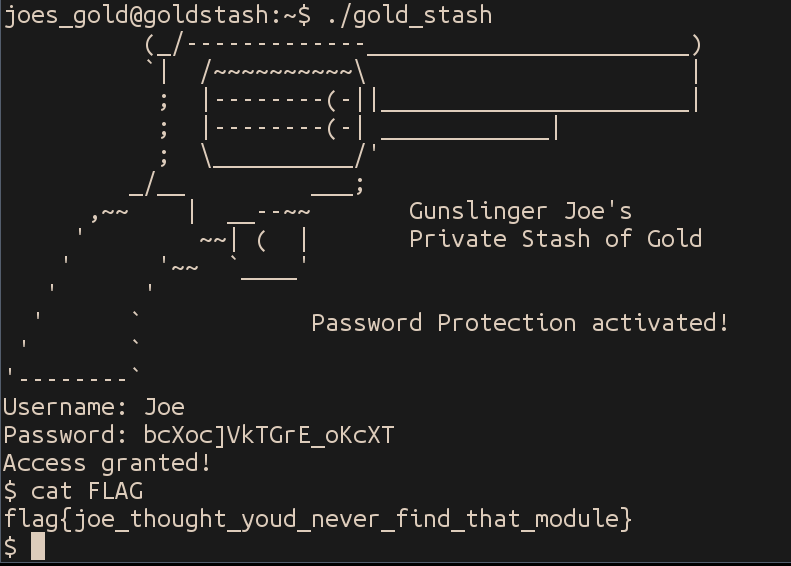 joes_gold@goldstash:~$ ./gold_stash
Gunslinger Joe's
Private Stash of Gold
Password Protection activated!
Username: Joe
Password: bcXoc]VkTGrE_oKcXT
Access granted!
$ cat FLAG
flag{joe_thought_youd_never_find_that_module}
$